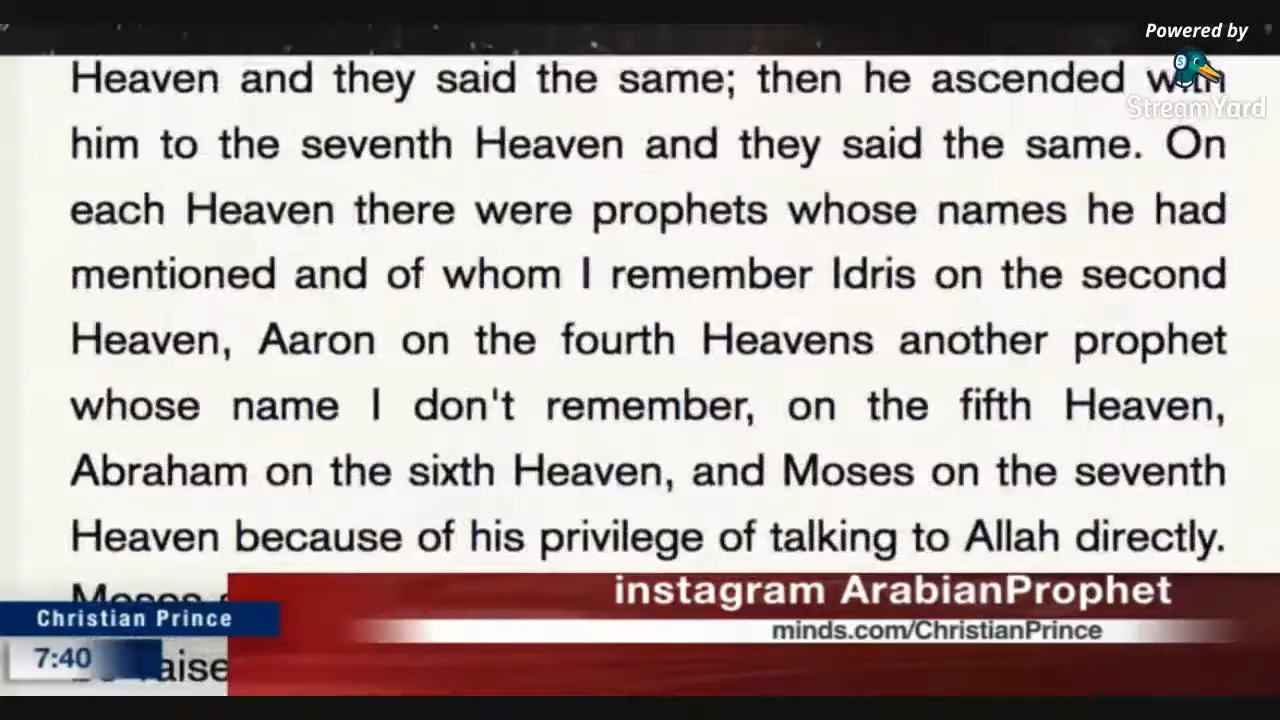 Powered by
StreamYard
Heaven and they said the same; then he ascended with
him to the seventh Heaven and they said the same. On
each Heaven there were prophets whose names he had
mentioned and of whom I remember Idris on the second
Heaven, Aaron on the fourth Heavens another prophet
whose name I don't remember, on the fifth Heaven,
Abraham on the sixth Heaven, and Moses on the seventh
Heaven because of his privilege of talking to Allah directly.
Moses
instagram ArabianProphet
Christian Prince
minds.com/ChristianPrince
7:40